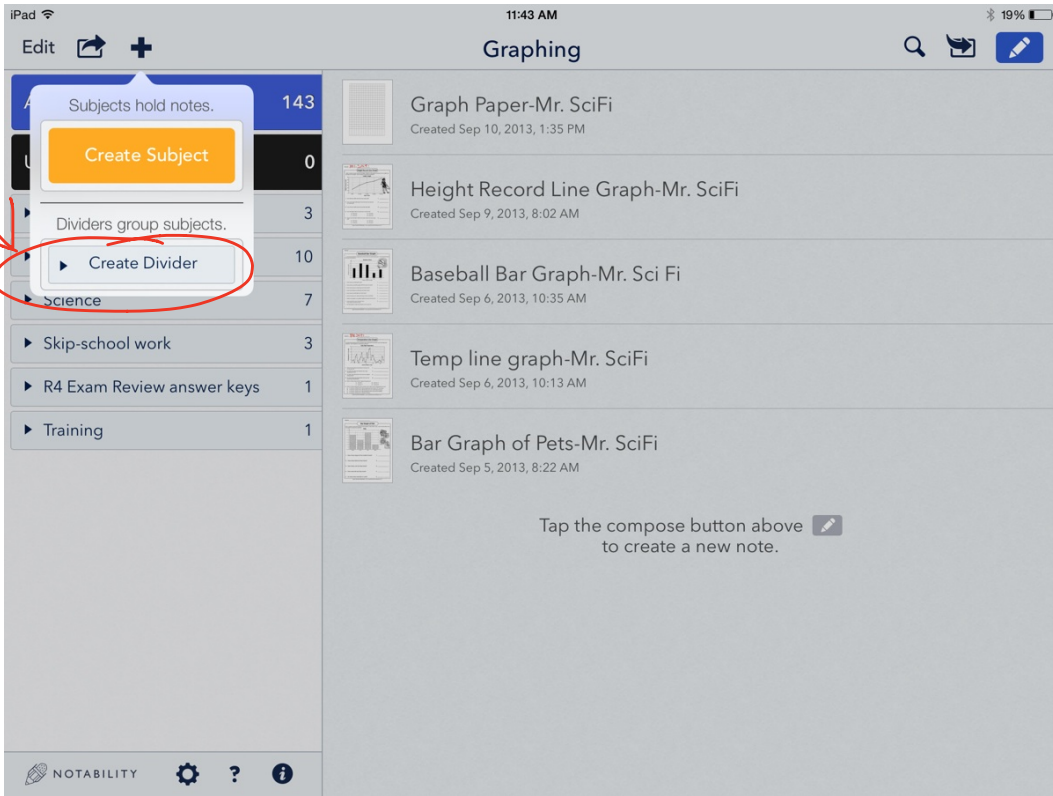 iPad
11:43 AM
19%
Edit
Graphing
Subjects hold notes.
Create Subject
Dividers group subjects.
Create Divider
143
0
3
10
Science 7
Skip-school work 3
R4 Exam Review answer keys 1
Training 1
Graph Paper-Mr. SciFi
Created Sep 10, 2013, 1:35 PM
Height Record Line Graph-Mr. SciFi
Created Sep 9, 2013, 8:02 AM
Baseball Bar Graph-Mr. Sci Fi
Created Sep 6, 2013, 10:35 AM
Temp line graph-Mr. SciFi
Created Sep 6, 2013, 10:13 AM
Bar Graph of Pets-Mr. SciFi
Created Sep 5, 2013, 8:22 AM
Tap the compose button above
to create a new note.
NOTABILITY
?